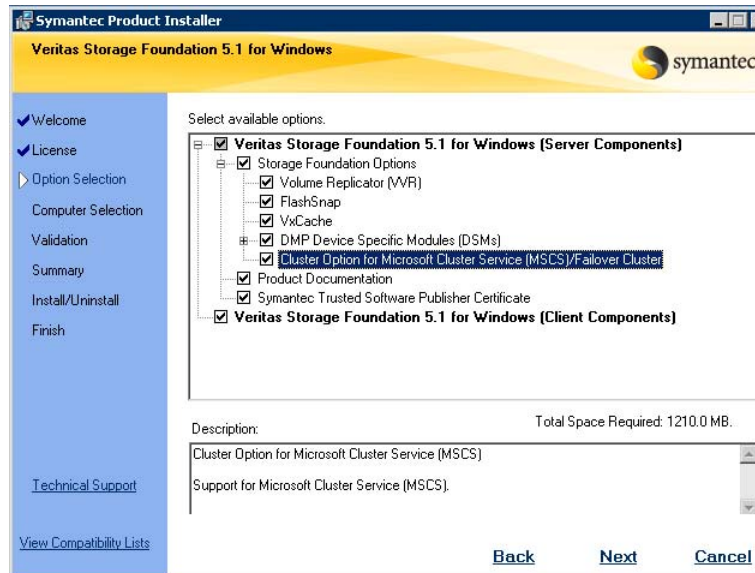 Symantec Product Installer
Veritas Storage Foundation 5.1 for Windows
symantec
Welcome
License
Option Selection
Computer Selection
Validation
Summary
Install/Uninstall
Finish
Technical Support
View Compatibility Lists
Select available options.
Veritas Storage Foundation 5.1 for Windows (Server Components)
Storage Foundation Options
Volume Replicator (VVR)
FlashSnap
VxCache
DMP Device Specific Modules (DSMs)
Cluster Option for Microsoft Cluster Service (MSCS)/Failover Cluster
Product Documentation
Symantec Trusted Software Publisher Certificate
Veritas Storage Foundation 5.1 for Windows (Client Components)
Total Space Required: 1210.0 MB.
Description:
Cluster Option for Microsoft Cluster Service (MSCS)
Support for Microsoft Cluster Service (MSCS).
Back Next Cancel